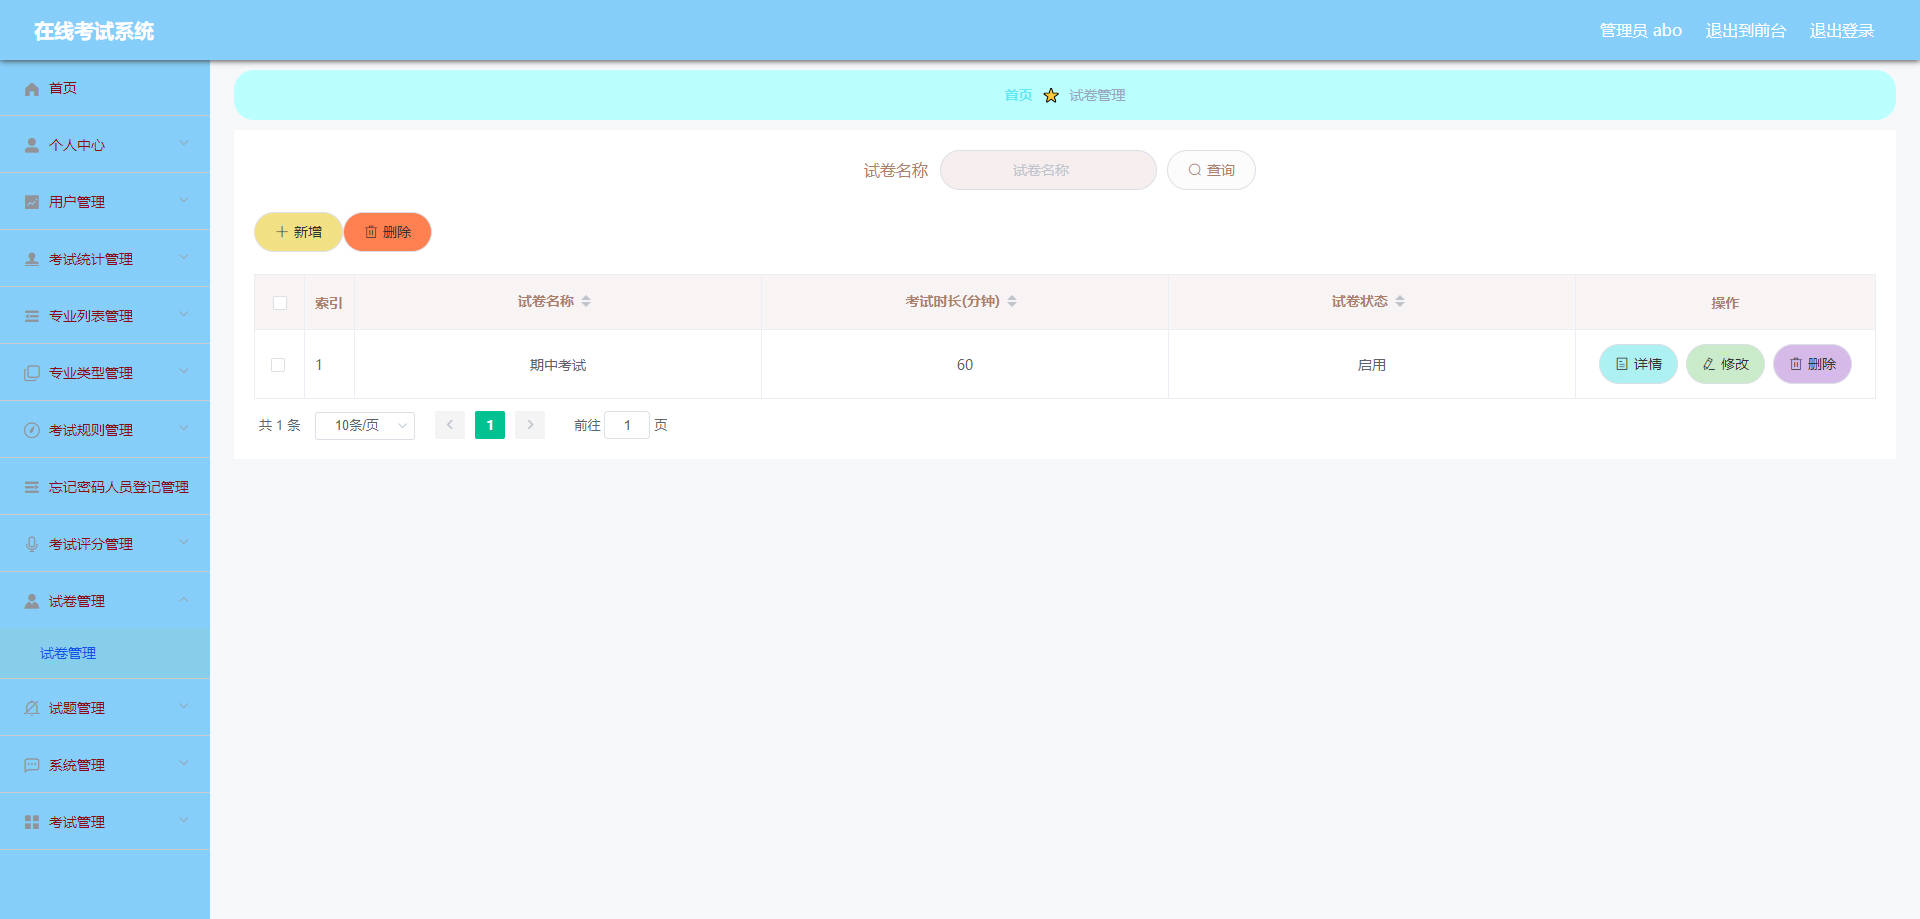 在线考试系统
管理员 abo 退出到前台 退出登录
首页
个人中心
用户管理
考试统计管理
专业列表管理
专业类型管理
考试规则管理
忘记密码人员登记管理
考试评分管理
试卷管理
试卷管理
试题管理
系统管理
考试管理
首页 试卷管理
试卷名称 试卷名称 查询
新增 删除
索引 试卷名称 考试时长(分钟) 试卷状态 操作
1 期中考试 60 启用 详情 修改 删除
共 1 条 10条/页 1 前往 1 页